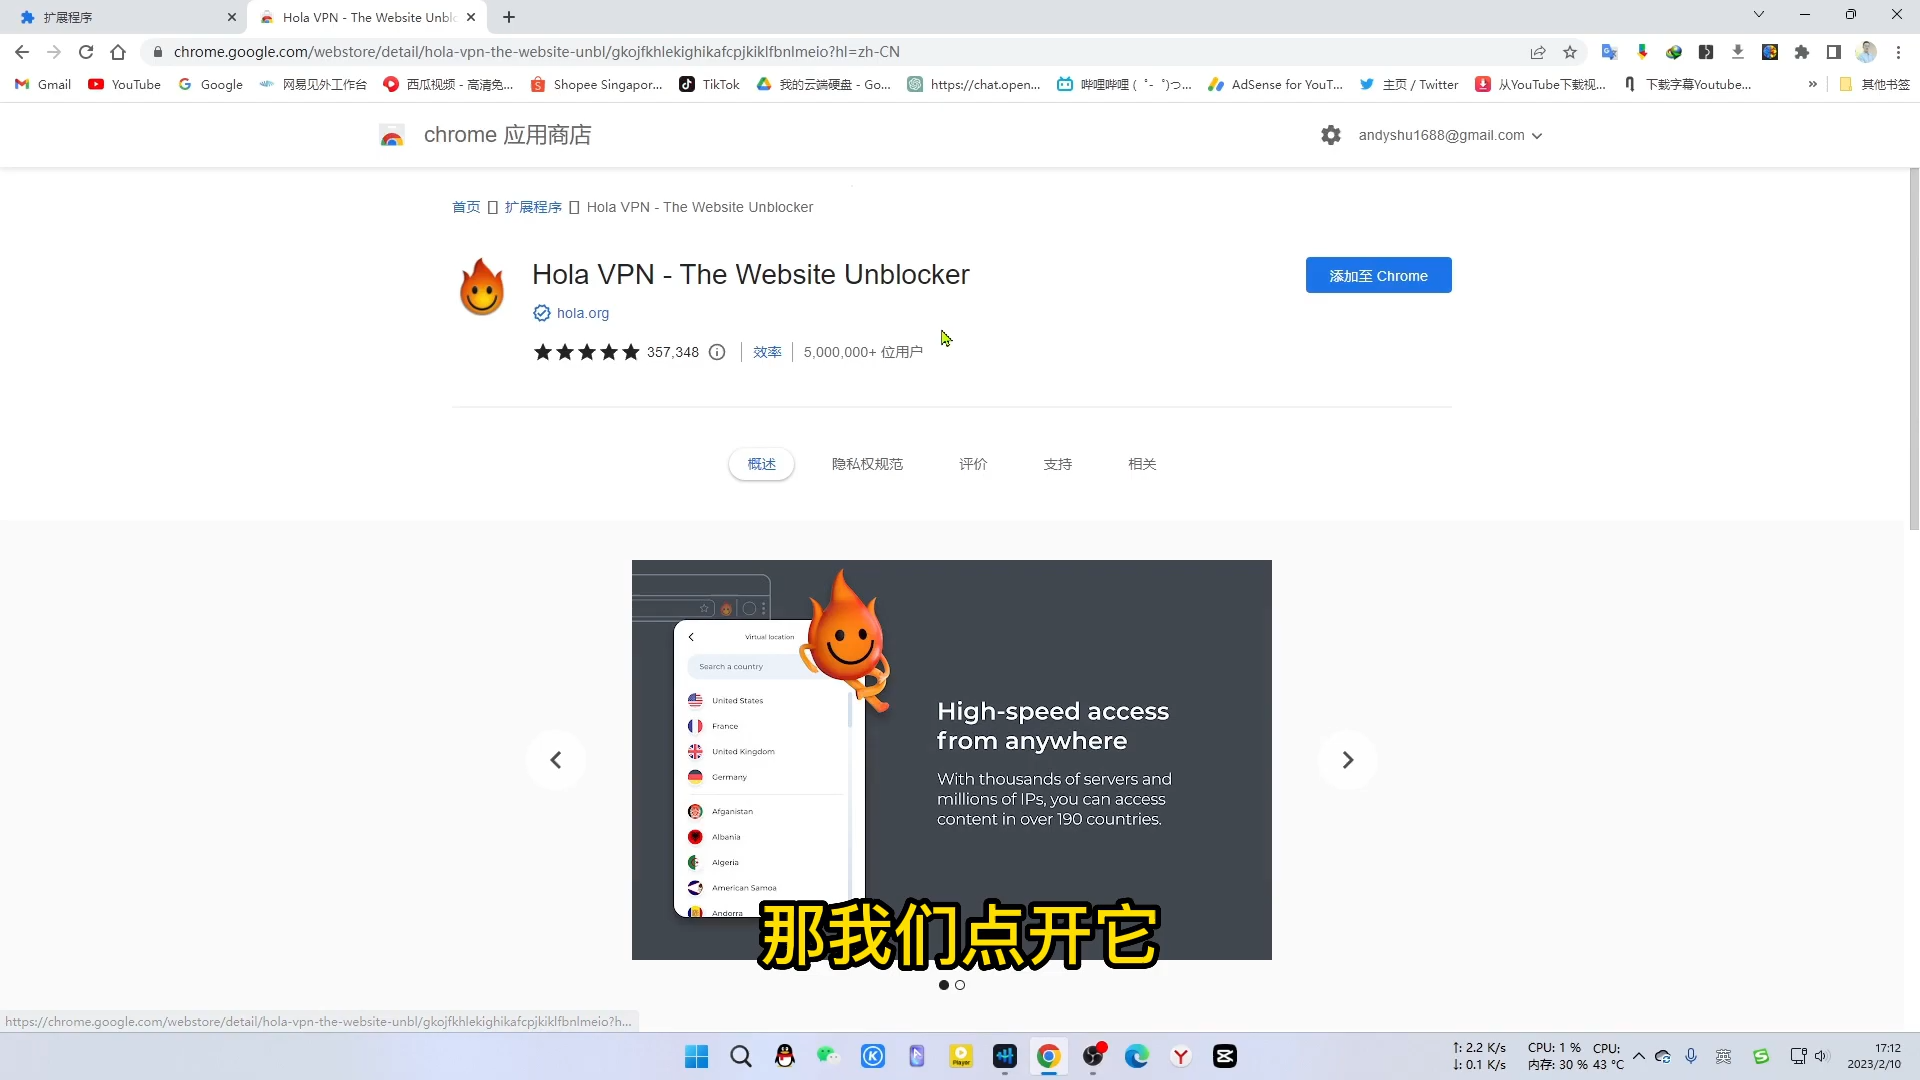 扩展程序
Hola VPN - The Website Unblo
chrome.google.com/webstore/detail/hola-vpn-the-website-unbl/gkojfkhlekighikafcpjkiklfbnlmeio?hl=zh-CN
Gmail YouTube Google 网易见外工作台 西瓜视频 - 高清免... Shopee Singapor... TikTok 我的云端硬盘 - Go... https://chat.open... 哔哩哔哩 (゜-゜)つ... AdSense for YouT... 主页 / Twitter 从YouTube下载视... 下载字幕Youtube... » 其他书签
chrome 应用商店
andyshu1688@gmail.com
首页 扩展程序 Hola VPN - The Website Unblocker
Hola VPN - The Website Unblocker
添加至 Chrome
hola.org
357,348 效率 5,000,000+ 位用户
概述 隐私权规范 评价 支持 相关
Virtual location
Search a country
United States
France
United Kingdom
Germany
Afganistan
Albania
Algeria
American Samoa
Andorra
High-speed access
from anywhere
With thousands of servers and
millions of IPs, you can access
content in over 190 countries.
那我们点开它
https://chrome.google.com/webstore/detail/hola-vpn-the-website-unbl/gkojfkhlekighikafcpjkiklfbnlmeio?h...
Player
↑: 2.2 K/s CPU: 1 % CPU:
↓: 0.1 K/s 内存: 30 % 43 °C
英
17:12
2023/2/10